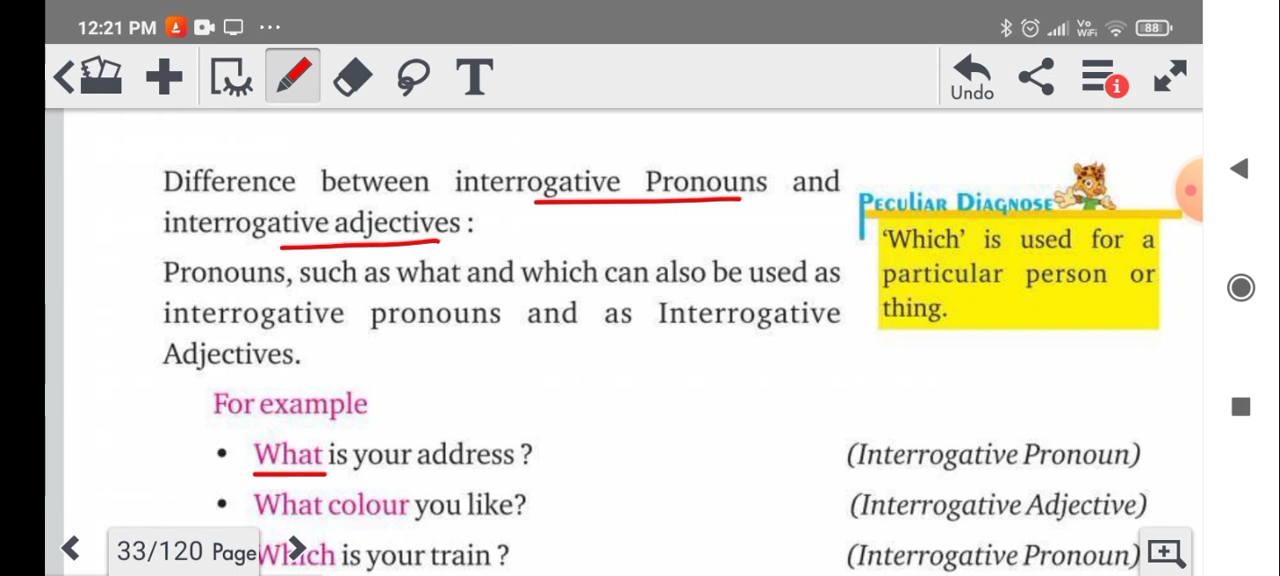 12:21 PM
Vo WiFi 88
T
Undo
i
Difference between interrogative Pronouns and
interrogative adjectives :
Pronouns, such as what and which can also be used as
interrogative pronouns and as Interrogative
Adjectives.
PECULIAR DIAGNOSE
‘Which’ is used for a
particular person or
thing.
For example
• What is your address ? (Interrogative Pronoun)
• What colour you like? (Interrogative Adjective)
Which is your train ? (Interrogative Pronoun)
33/120 Page